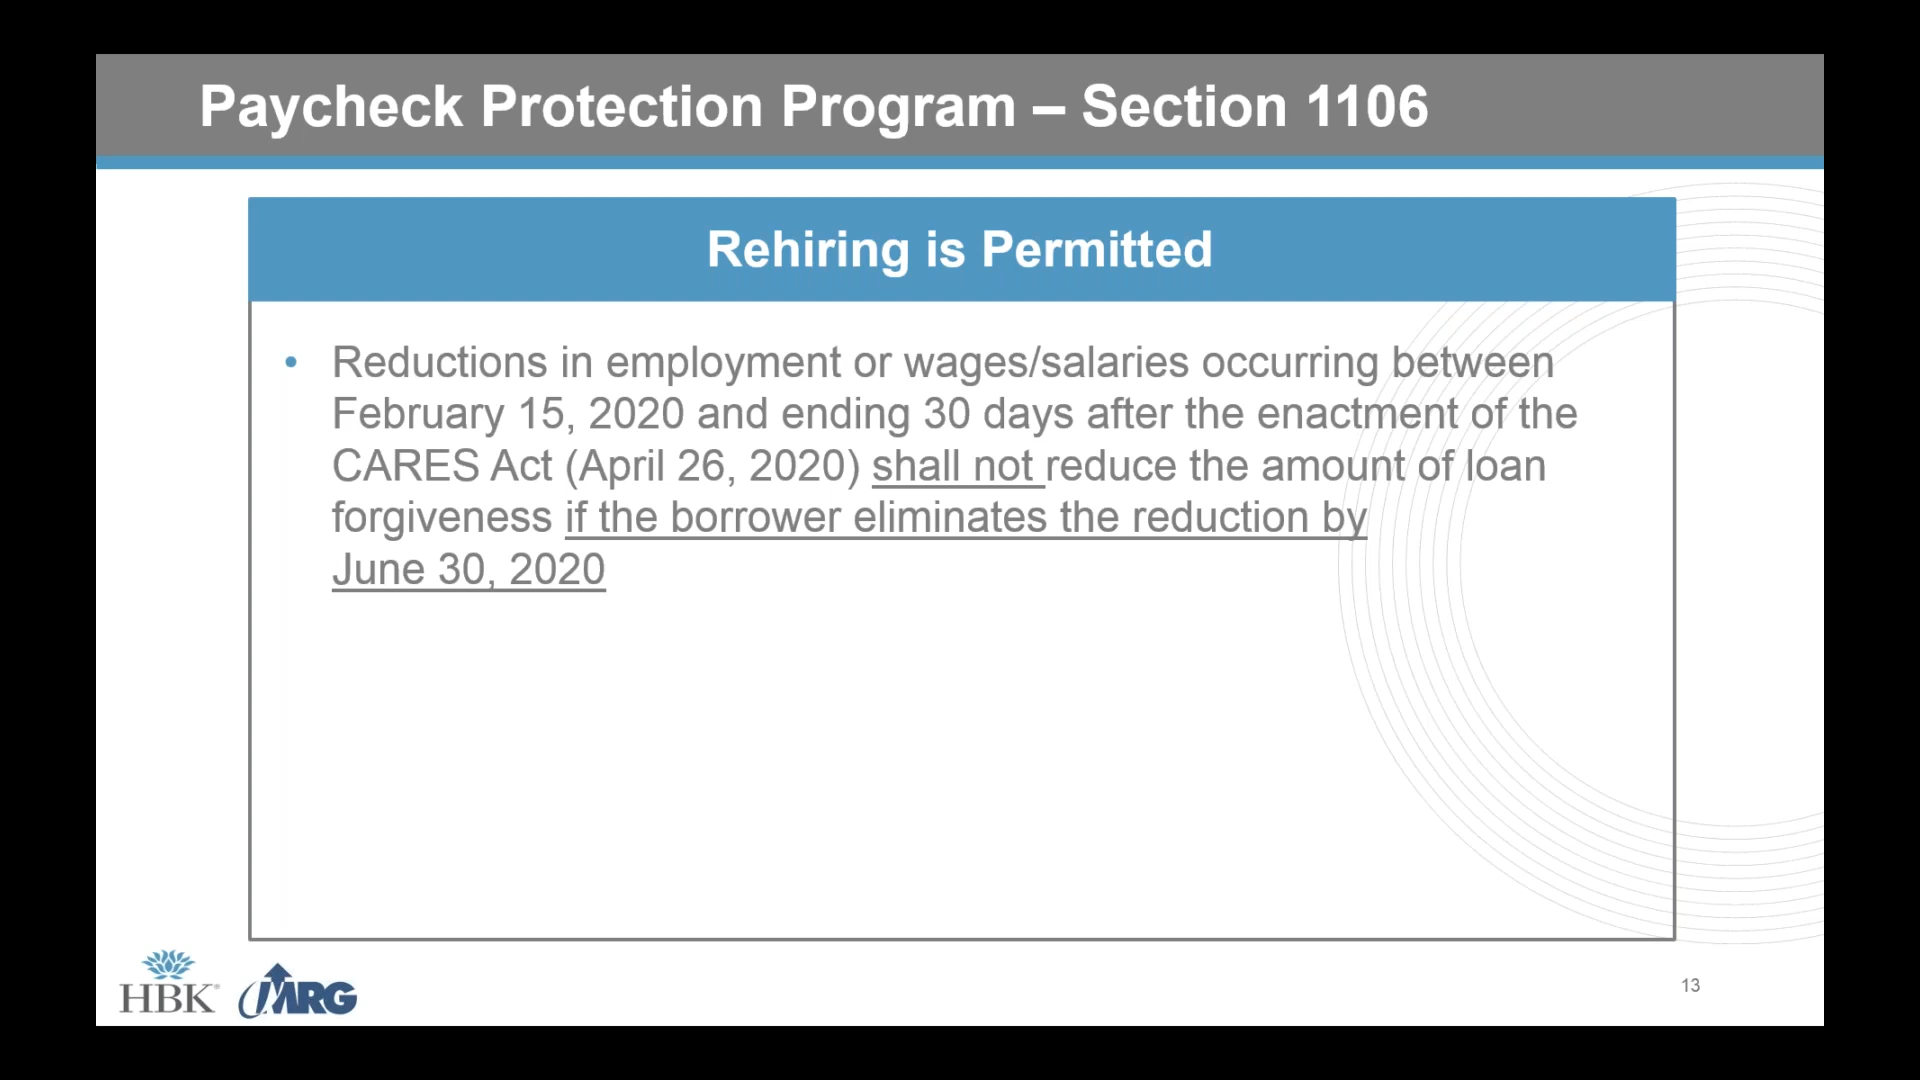 Paycheck Protection Program – Section 1106
Rehiring is Permitted
• Reductions in employment or wages/salaries occurring between
February 15, 2020 and ending 30 days after the enactment of the
CARES Act (April 26, 2020) shall not reduce the amount of loan
forgiveness if the borrower eliminates the reduction by
June 30, 2020
HBK
MRG
13